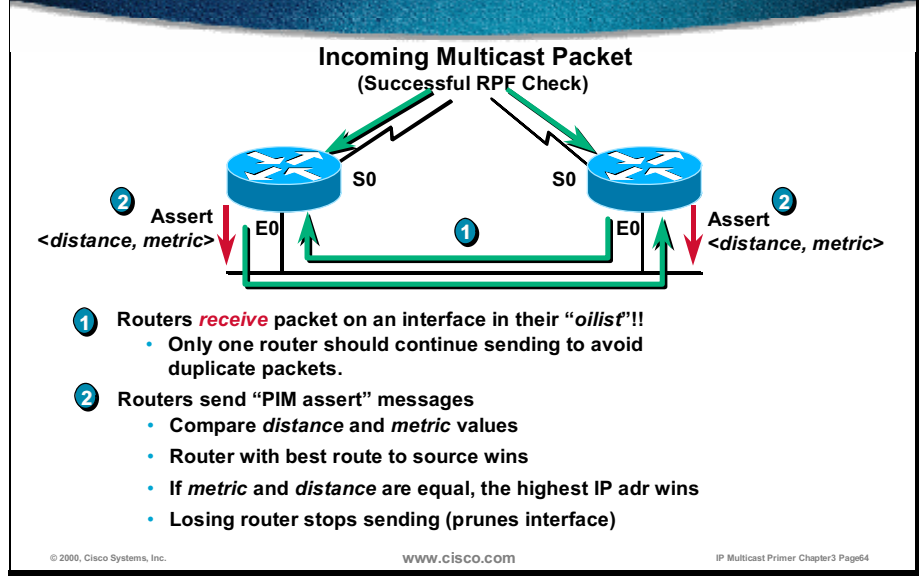 Incoming Multicast Packet
(Successful RPF Check)
S0
S0
2
Assert
<distance, metric>
E0
1
E0
2
Assert
<distance, metric>
1 Routers receive packet on an interface in their “oilist”!!
• Only one router should continue sending to avoid
duplicate packets.
2 Routers send “PIM assert” messages
• Compare distance and metric values
• Router with best route to source wins
• If metric and distance are equal, the highest IP adr wins
• Losing router stops sending (prunes interface)
© 2000, Cisco Systems, Inc.
www.cisco.com
IP Multicast Primer Chapter3 Page64